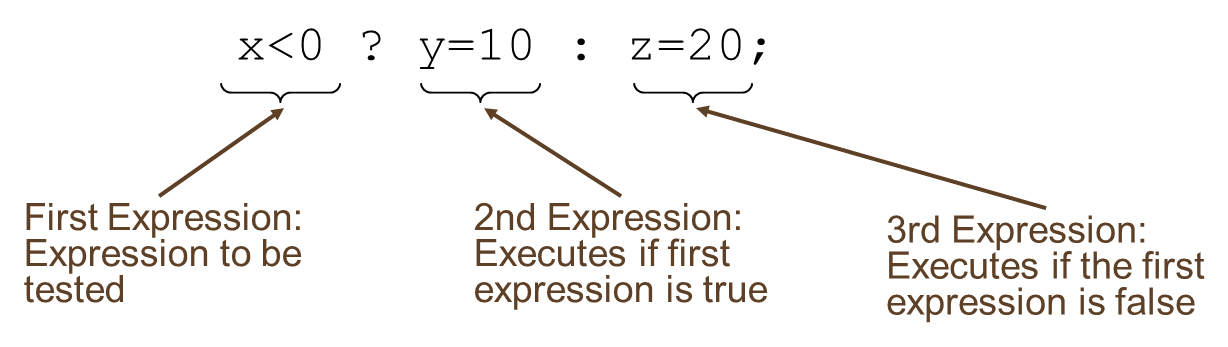 x<0 ? y=10 : z=20;
First Expression:
Expression to be
tested
2nd Expression:
Executes if first
expression is true
3rd Expression:
Executes if the first
expression is false